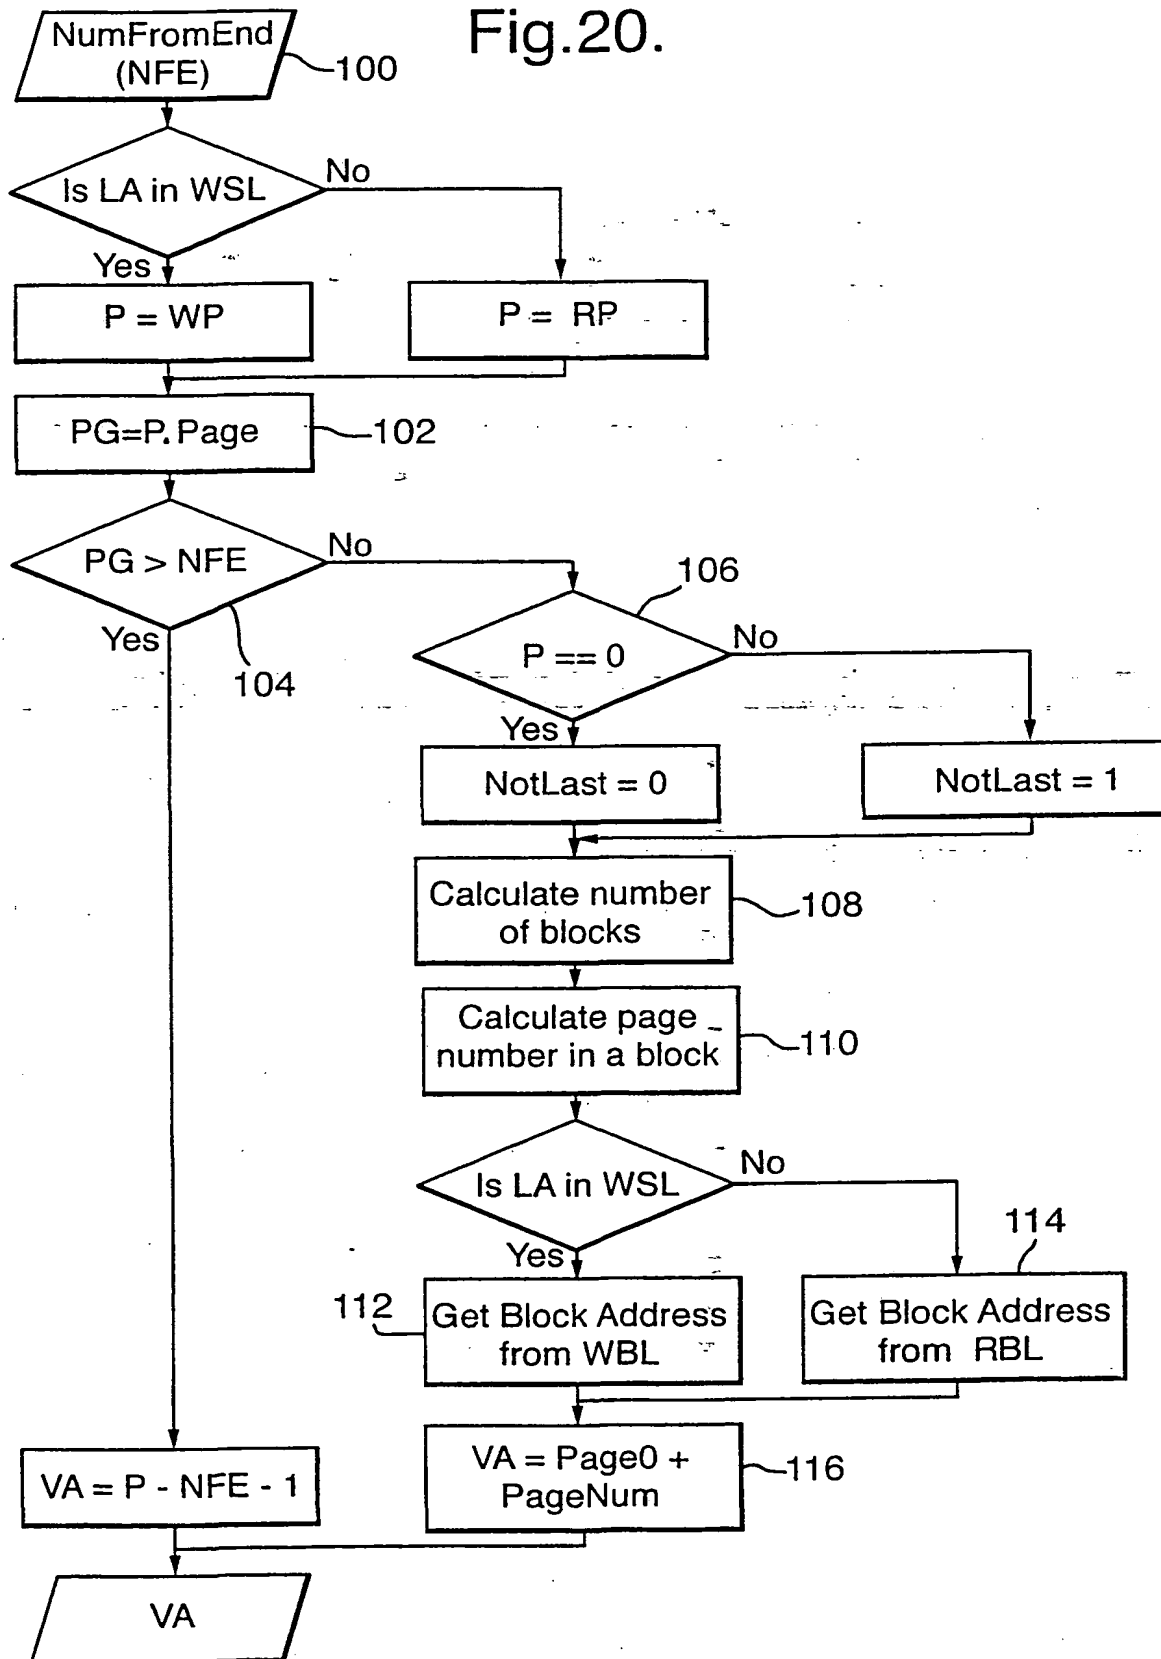 Fig.20.
NumFromEnd
(NFE)
100
Is LA in WSL
No
Yes
P = WP
P = RP
PG=P.Page
102
PG > NFE
No
Yes
104
106
P == 0
No
Yes
NotLast = 0
NotLast = 1
Calculate number
of blocks
108
Calculate page
number in a block
110
Is LA in WSL
No
Yes
114
112
Get Block Address
from WBL
Get Block Address
from RBL
VA = P - NFE - 1
VA = Page0 +
PageNum
116
VA